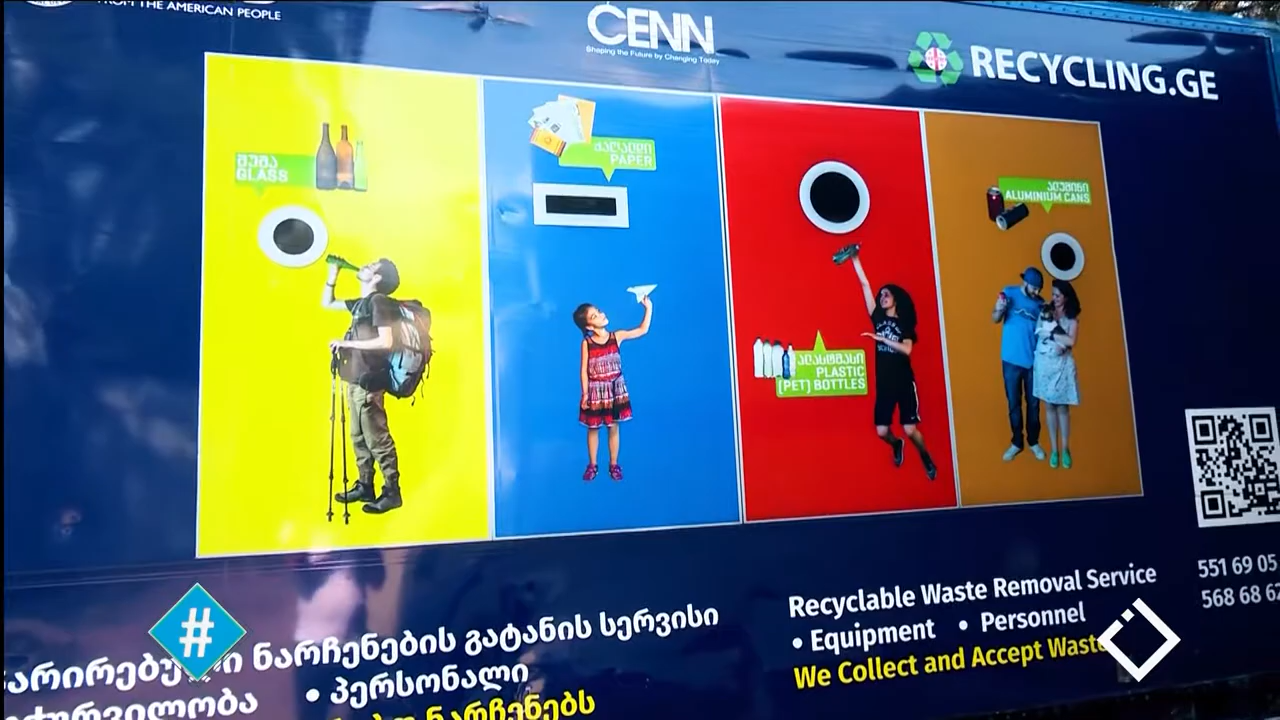 FROM THE AMERICAN PEOPLE
CENN
Shaping the Future by Changing Today
RECYCLING.GE
შუშა
GLASS
ქაღალდი
PAPER
პლასტმასი
PLASTIC
(PET) BOTTLES
ალუმინი
ALUMINIUM CANS
ნარჩენების გატანის სერვისი
• პერსონალი
ნარჩენებს
Recyclable Waste Removal Service
• Equipment • Personnel
We Collect and Accept Waste
551 69 05
568 68 62
#